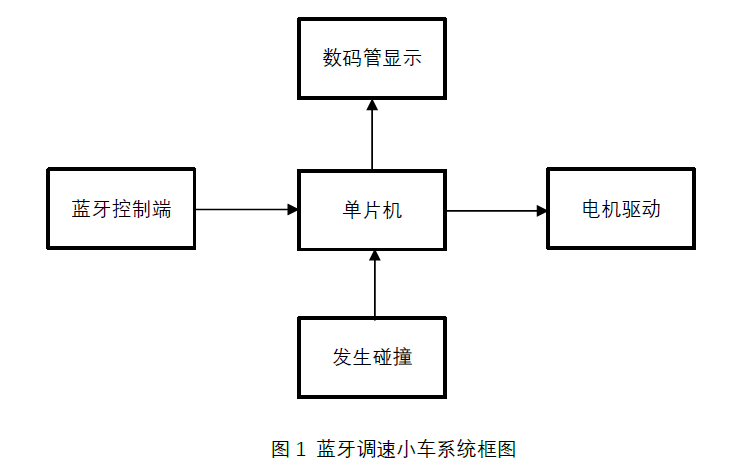 数码管显示
蓝牙控制端
单片机
电机驱动
发生碰撞
图 1 蓝牙调速小车系统框图